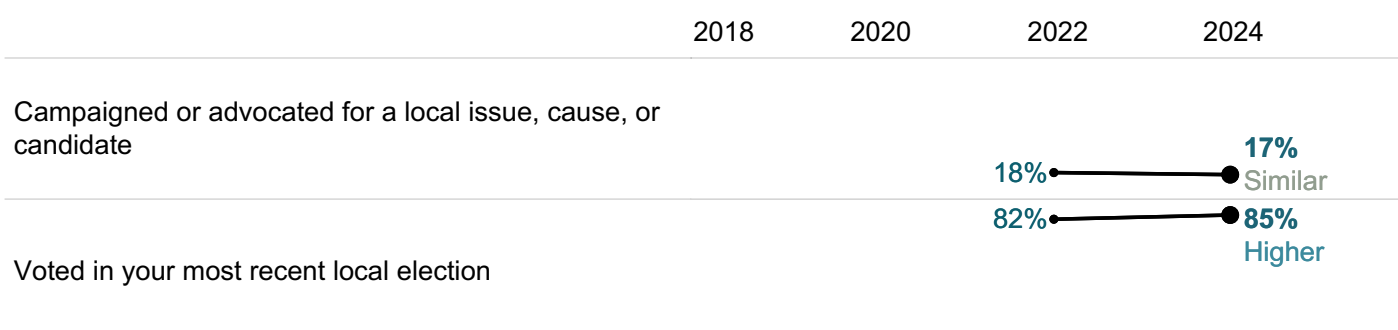 2018 2020 2022 2024
Campaigned or advocated for a local issue, cause, or
candidate
17%
18%
Similar
82%
85%
Higher
Voted in your most recent local election